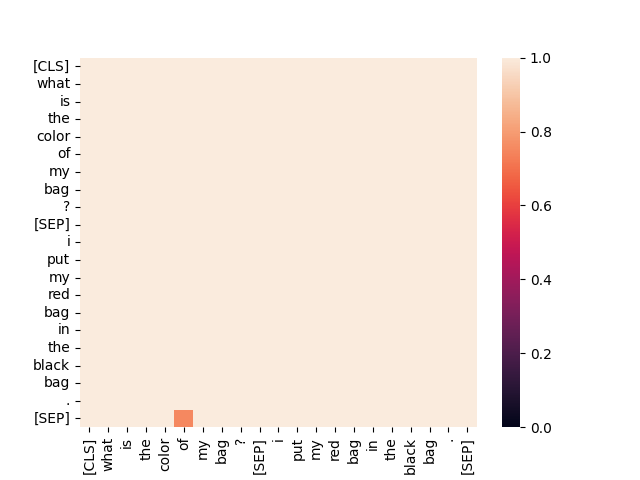 [CLS]
what
is
the
color
of
my
bag
?
[SEP]
i
put
my
red
bag
in
the
black
bag
.
[SEP]
[CLS]
what
is
the
color
of
my
bag
?
[SEP]
i
put
my
red
bag
in
the
black
bag
.
[SEP]
1.0
0.8
0.6
0.4
0.2
0.0